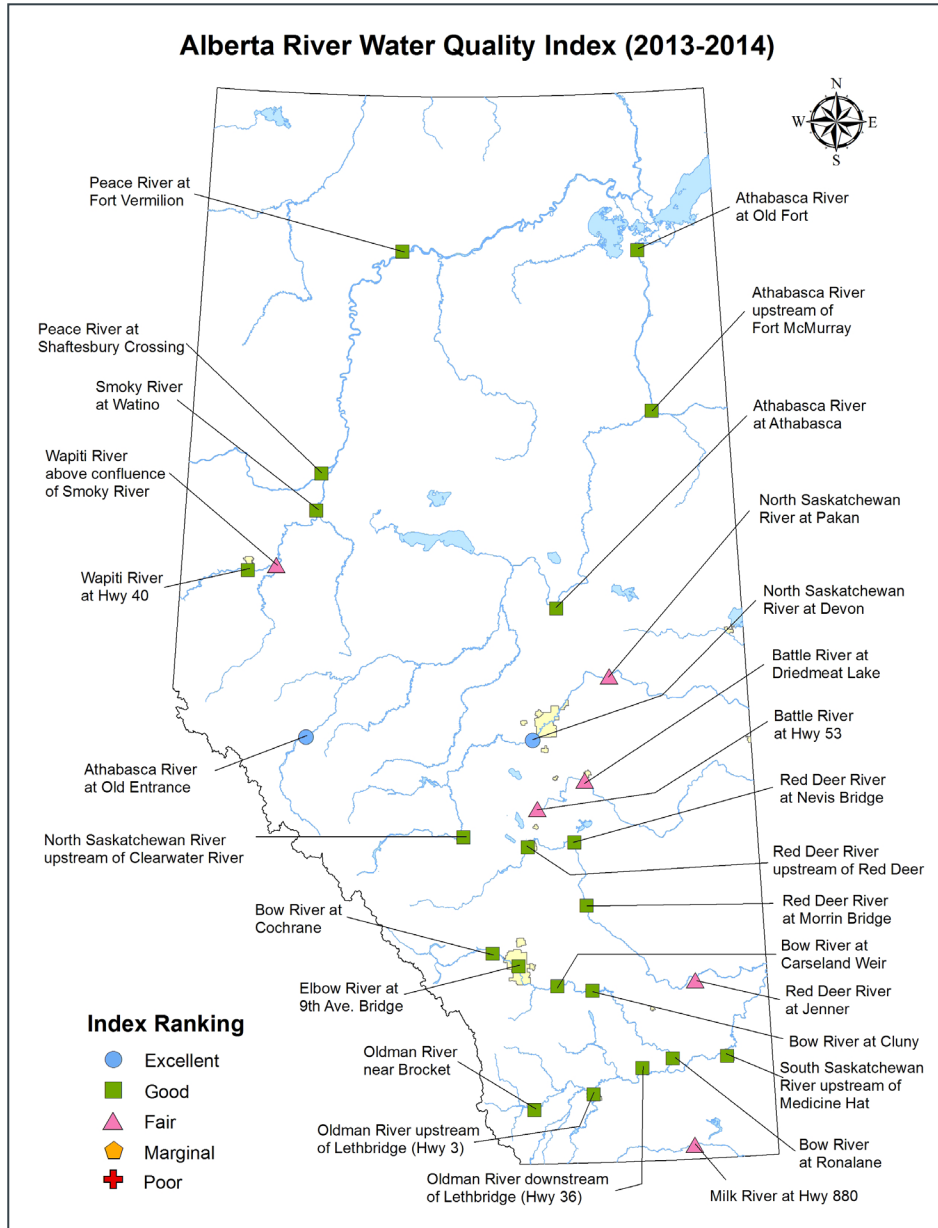 Alberta River Water Quality Index (2013-2014)
N
W
E
S
Peace River at
Fort Vermilion
Athabasca River
at Old Fort
Athabasca River
upstream of
Fort McMurray
Peace River at
Shaftesbury Crossing
Smoky River
at Watino
Athabasca River
at Athabasca
Wapiti River
above confluence
of Smoky River
North Saskatchewan
River at Pakan
Wapiti River
at Hwy 40
North Saskatchewan
River at Devon
Battle River at
Driedmeat Lake
Battle River
at Hwy 53
Athabasca River
at Old Entrance
Red Deer River
at Nevis Bridge
North Saskatchewan River
upstream of Clearwater River
Red Deer River
upstream of Red Deer
Red Deer River
at Morrin Bridge
Bow River at
Cochrane
Bow River at
Carseland Weir
Elbow River at
9th Ave. Bridge
Red Deer River
at Jenner
Bow River at Cluny
Oldman River
near Brocket
South Saskatchewan
River upstream of
Medicine Hat
Oldman River upstream
of Lethbridge (Hwy 3)
Bow River
at Ronalane
Oldman River downstream
of Lethbridge (Hwy 36)
Milk River at Hwy 880
Index Ranking
Excellent
Good
Fair
Marginal
Poor